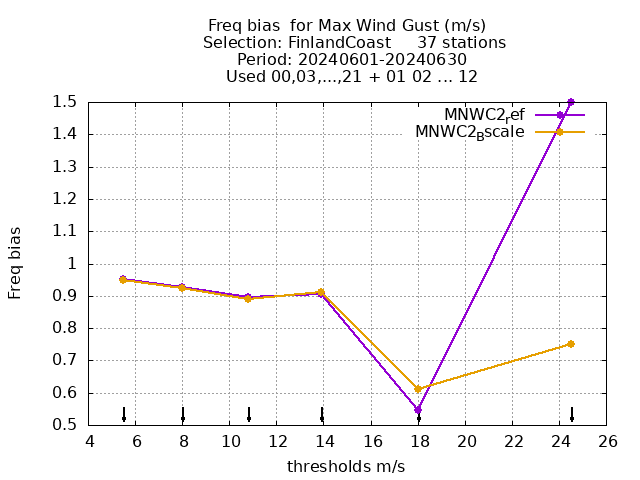 Freq bias  for Max Wind Gust (m/s)
Selection: FinlandCoast     37 stations
Period: 20240601-20240630
Used 00,03,...,21 + 01 02 ... 12
MNWC2ref
MNWC2Bscale
1.5
1.4
1.3
1.2
1.1
1
0.9
0.8
0.7
0.6
0.5
Freq bias
4 6 8 10 12 14 16 18 20 22 24 26
thresholds m/s